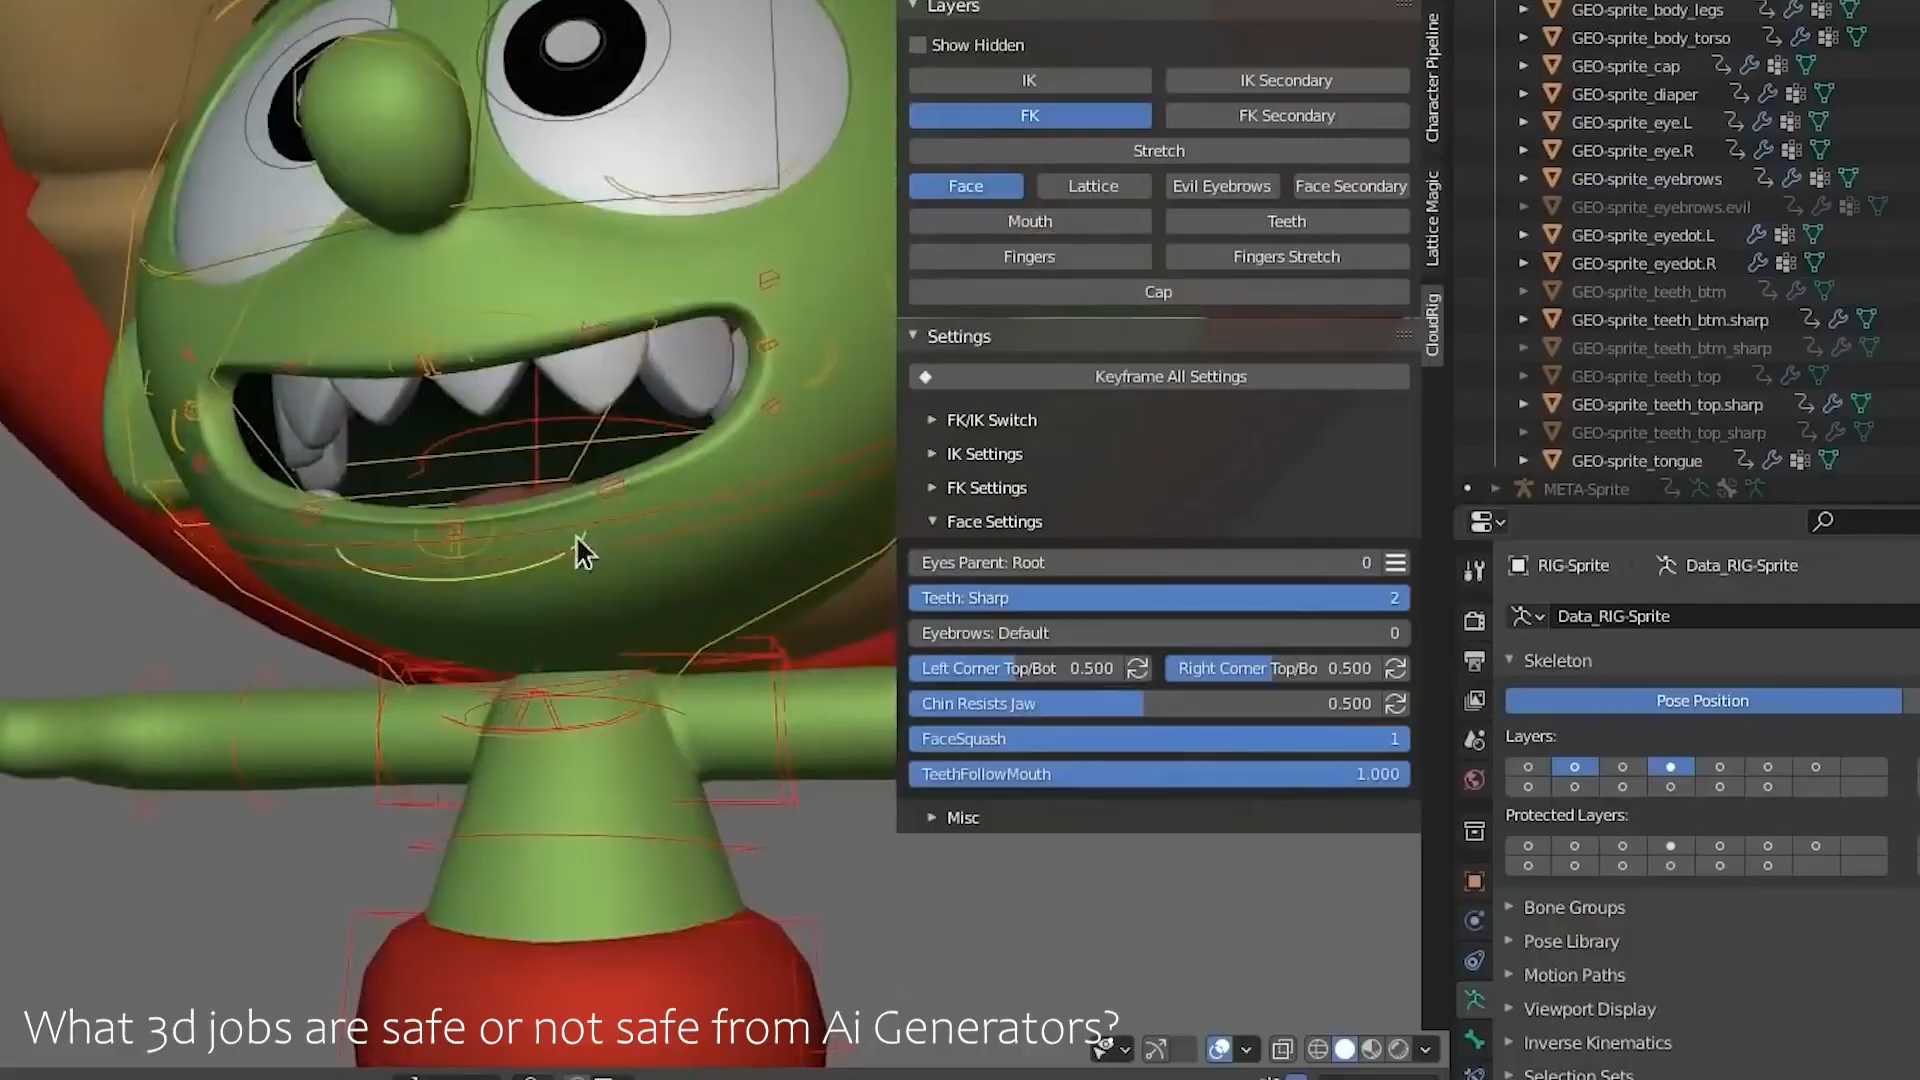 Layers
Show Hidden
IK
IK Secondary
FK
FK Secondary
Stretch
Face
Lattice
Evil Eyebrows
Face Secondary
Mouth
Teeth
Fingers
Fingers Stretch
Cap
Settings
Keyframe All Settings
FK/IK Switch
IK Settings
FK Settings
Face Settings
Eyes Parent: Root 0
Teeth: Sharp 2
Eyebrows: Default 0
Left Corner Top/Bot 0.500
Right Corner Top/Bo 0.500
Chin Resists Jaw 0.500
FaceSquash 1
TeethFollowMouth 1.000
Misc
Character Pipeline
Lattice Magic
CloudRig
GEO-sprite_body_legs
GEO-sprite_body_torso
GEO-sprite_cap
GEO-sprite_diaper
GEO-sprite_eye.L
GEO-sprite_eye.R
GEO-sprite_eyebrows
GEO-sprite_eyebrows.evil
GEO-sprite_eyedot.L
GEO-sprite_eyedot.R
GEO-sprite_teeth_btm
GEO-sprite_teeth_btm.sharp
GEO-sprite_teeth_btm_sharp
GEO-sprite_teeth_top
GEO-sprite_teeth_top.sharp
GEO-sprite_teeth_top_sharp
GEO-sprite_tongue
META-Sprite
RIG-Sprite
Data_RIG-Sprite
Data_RIG-Sprite
Skeleton
Pose Position
Layers:
Protected Layers:
Bone Groups
Pose Library
Motion Paths
Viewport Display
Inverse Kinematics
Selection Sets
What 3d jobs are safe or not safe from Ai Generators?